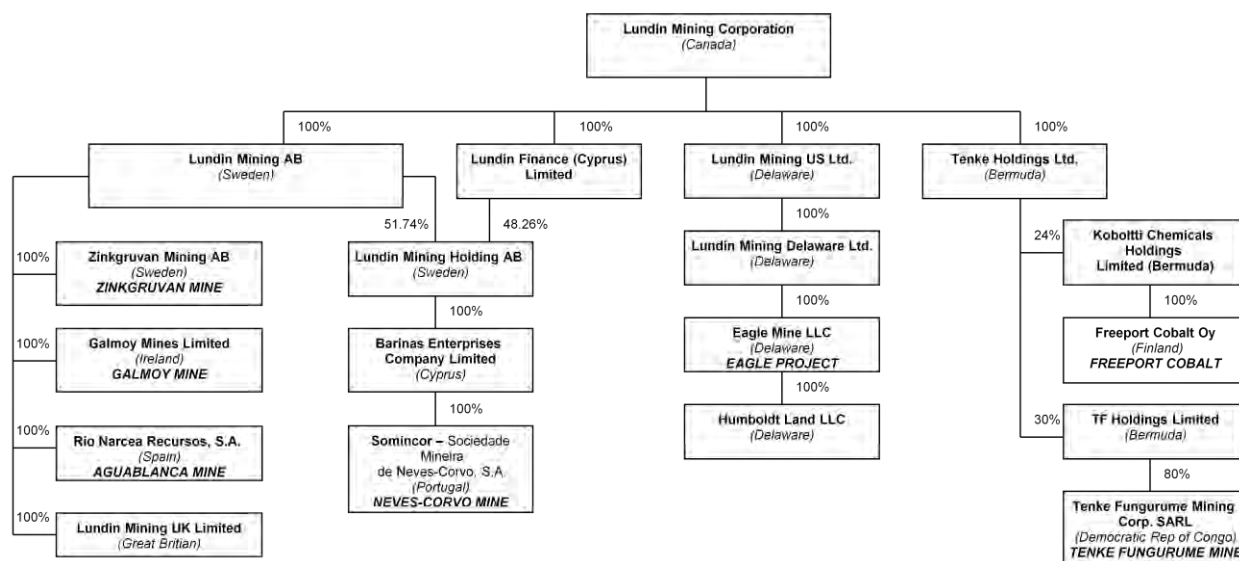 Lundin Mining Corporation
(Canada)
100%
100%
100%
100%
Lundin Mining AB
(Sweden)
Lundin Finance (Cyprus)
Limited
Lundin Mining US Ltd.
(Delaware)
Tenke Holdings Ltd.
(Bermuda)
51.74%
48.26%
100%
24%
100%
Zinkgruvan Mining AB
(Sweden)
ZINKGRUVAN MINE
Lundin Mining Holding AB
(Sweden)
Lundin Mining Delaware Ltd.
(Delaware)
Koboltti Chemicals
Holdings
Limited (Bermuda)
100%
100%
100%
100%
Galmoy Mines Limited
(Ireland)
GALMOY MINE
Barinas Enterprises
Company Limited
(Cyprus)
Eagle Mine LLC
(Delaware)
EAGLE PROJECT
Freeport Cobalt Oy
(Finland)
FREEPORT COBALT
100%
100%
100%
30%
Rio Narcea Recursos, S.A.
(Spain)
AGUABLANCA MINE
Somincor – Sociedade
Mineira
de Neves-Corvo, S.A.
(Portugal)
NEVES-CORVO MINE
Humboldt Land LLC
(Delaware)
TF Holdings Limited
(Bermuda)
80%
100%
Lundin Mining UK Limited
(Great Britian)
Tenke Fungurume Mining
Corp. SARL
(Democratic Rep of Congo)
TENKE FUNGURUME MINE